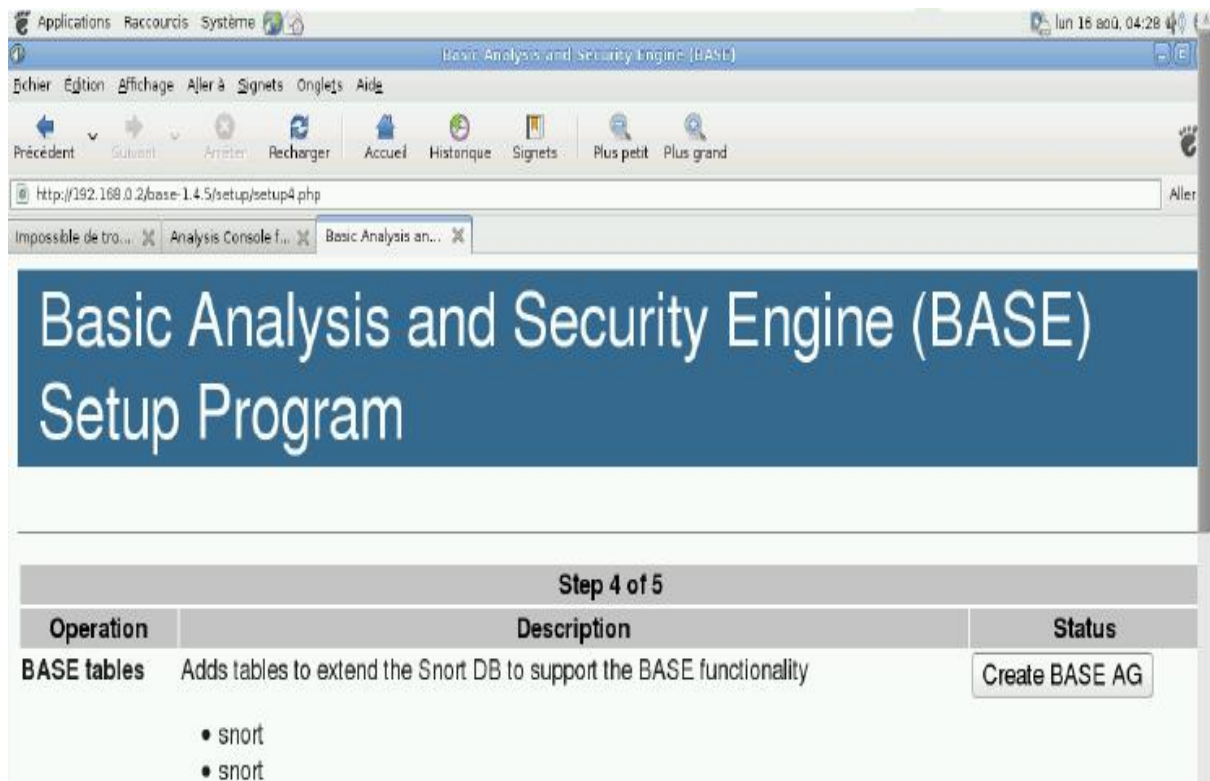 Applications Raccourcis Système lun 16 aoû, 04:28
Basic Analysis and Security Engine (BASE)
Fichier Édition Affichage Aller à Signets Onglets Aide
Précédent Suivant Arrêter Recharger Accueil Historique Signets Plus petit Plus grand
http://192.168.0.2/base-1.4.5/setup/setup4.php Aller
Impossible de tro... Analysis Console f... Basic Analysis an...
Basic Analysis and Security Engine (BASE)
Setup Program
Step 4 of 5
Operation Description Status
BASE tables Adds tables to extend the Snort DB to support the BASE functionality Create BASE AG
• snort
• snort